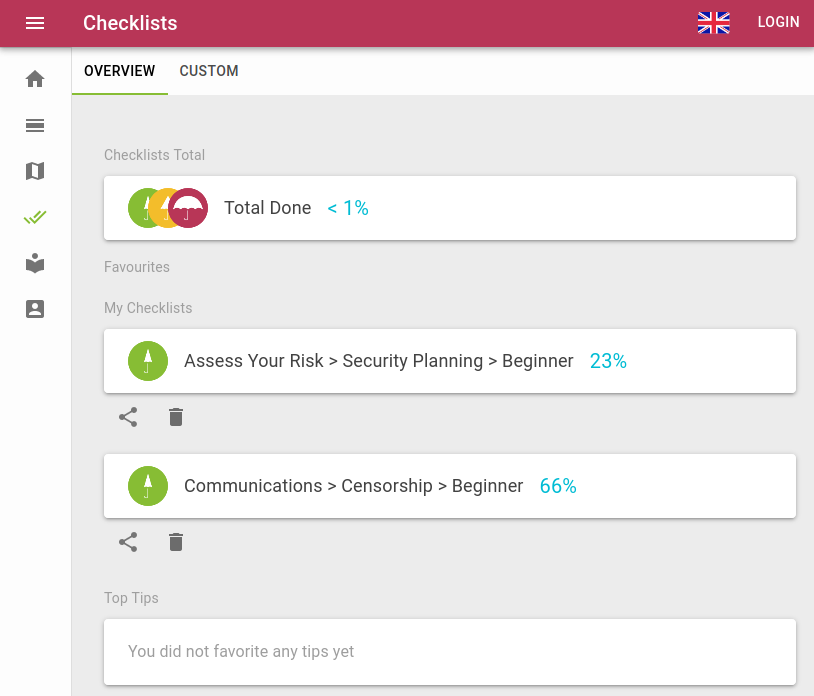 Checklists
LOGIN
OVERVIEW CUSTOM
Checklists Total
Total Done < 1%
Favourites
My Checklists
Assess Your Risk > Security Planning > Beginner 23%
Communications > Censorship > Beginner 66%
Top Tips
You did not favorite any tips yet